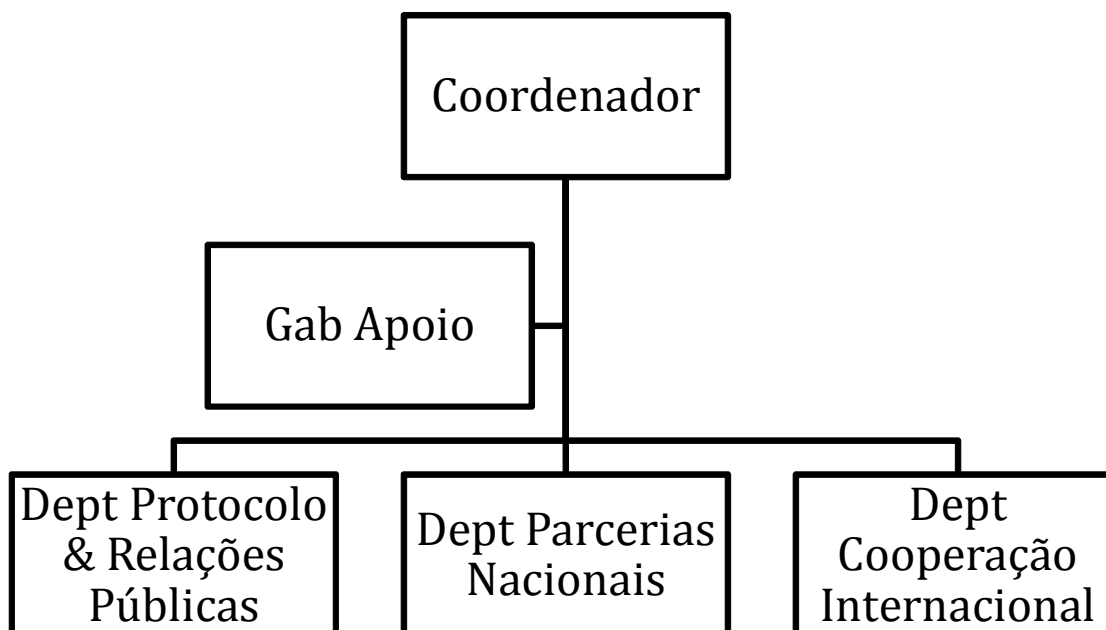 Coordenador
Gab Apoio
Dept Protocolo
& Relações
Públicas
Dept Parcerias
Nacionais
Dept
Cooperação
Internacional